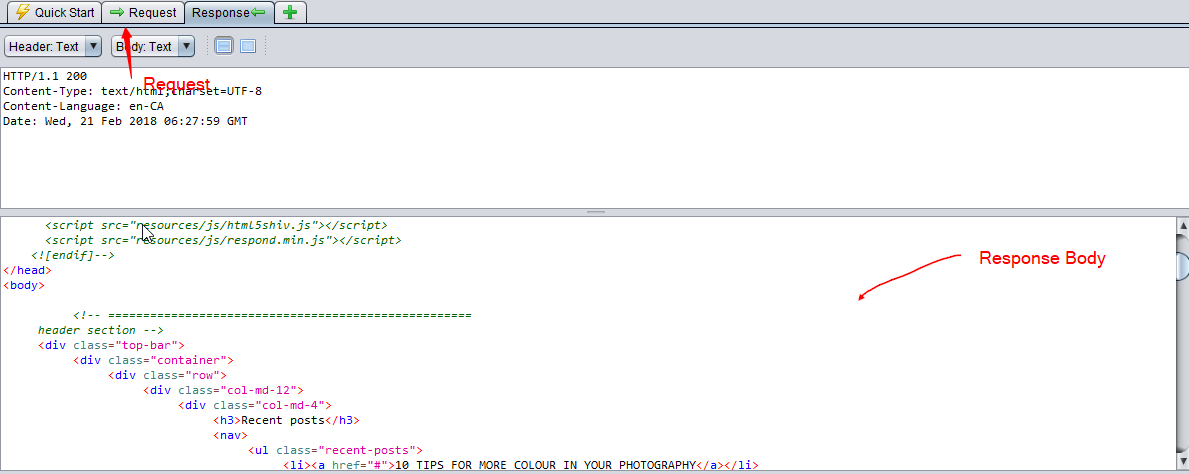 Quick Start Request Response
Header: Text Body: Text
Request
HTTP/1.1 200
Content-Type: text/html;charset=UTF-8
Content-Language: en-CA
Date: Wed, 21 Feb 2018 06:27:59 GMT
<script src="resources/js/html5shiv.js"></script>
<script src="resources/js/respond.min.js"></script>
<![endif]-->
</head>
Response Body
<body>
<!-- ====================================================
header section -->
<div class="top-bar">
<div class="container">
<div class="row">
<div class="col-md-12">
<div class="col-md-4">
<h3>Recent posts</h3>
<nav>
<ul class="recent-posts">
<li><a href="#">10 TIPS FOR MORE COLOUR IN YOUR PHOTOGRAPHY</a></li>